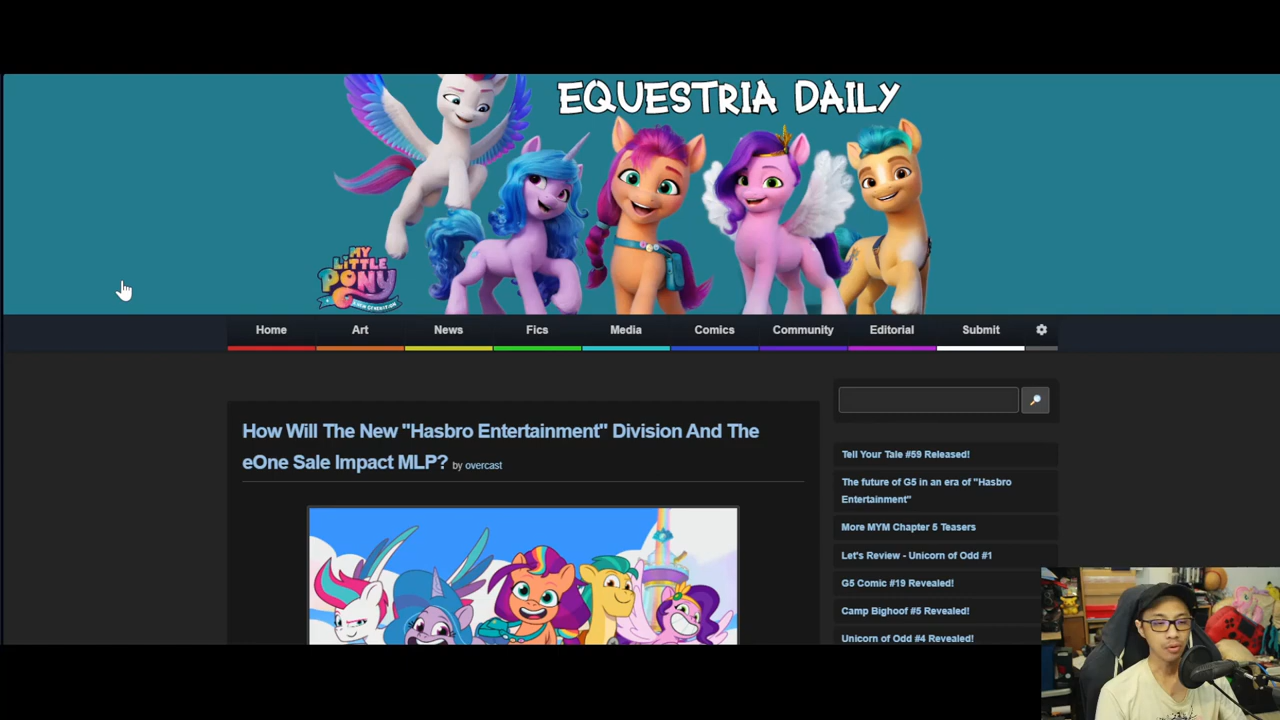 EQUESTRIA DAILY
MY
LITTLE
PONY
Home Art News Fics Media Comics Community Editorial Submit
How Will The New "Hasbro Entertainment" Division And The
eOne Sale Impact MLP? by overcast
Tell Your Tale #59 Released!
The future of G5 in an era of "Hasbro
Entertainment"
More MYM Chapter 5 Teasers
Let's Review - Unicorn of Odd #1
G5 Comic #19 Revealed!
Camp Bighoof #5 Revealed!
Unicorn of Odd #4 Revealed!